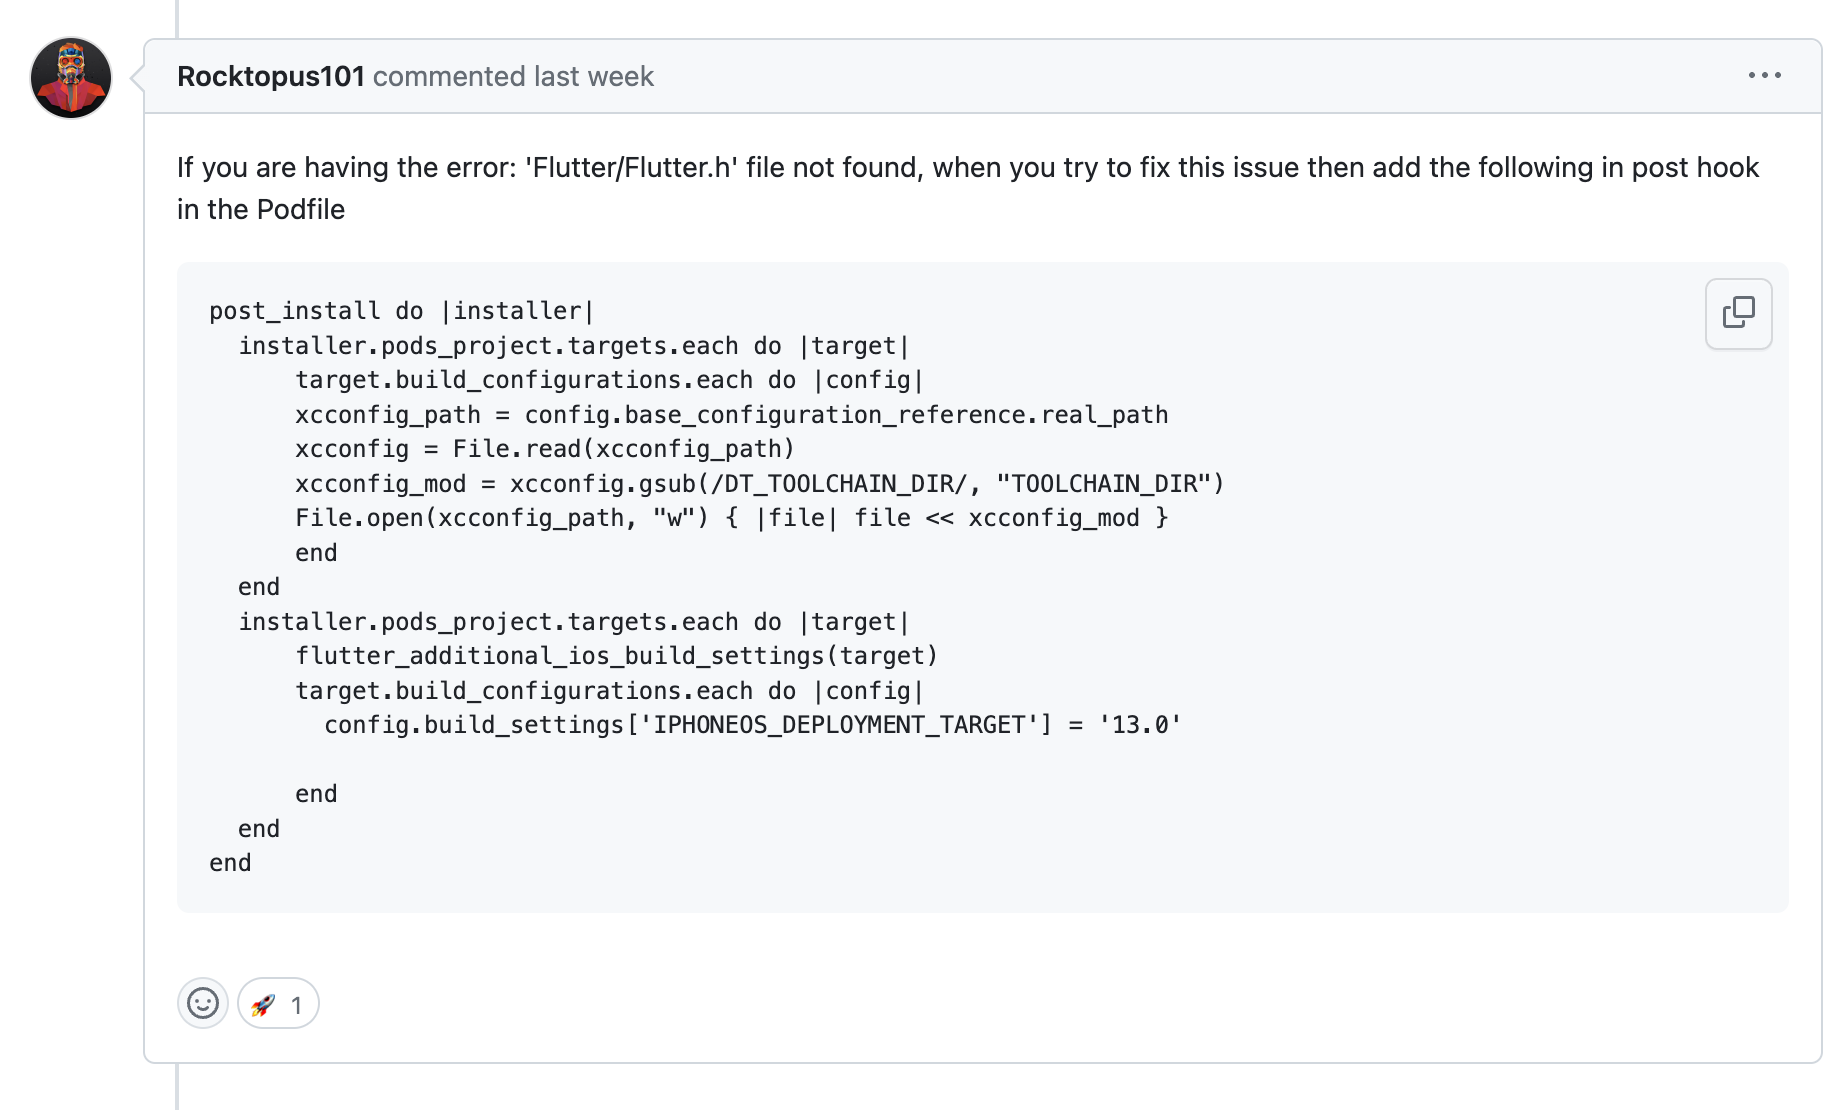 Rocktopus101 commented last week
If you are having the error: 'Flutter/Flutter.h' file not found, when you try to fix this issue then add the following in post hook
in the Podfile
post_install do |installer|
  installer.pods_project.targets.each do |target|
      target.build_configurations.each do |config|
      xcconfig_path = config.base_configuration_reference.real_path
      xcconfig = File.read(xcconfig_path)
      xcconfig_mod = xcconfig.gsub(/DT_TOOLCHAIN_DIR/, "TOOLCHAIN_DIR")
      File.open(xcconfig_path, "w") { |file| file << xcconfig_mod }
      end
  end
  installer.pods_project.targets.each do |target|
      flutter_additional_ios_build_settings(target)
      target.build_configurations.each do |config|
        config.build_settings['IPHONEOS_DEPLOYMENT_TARGET'] = '13.0'
      end
  end
end
🚀 1